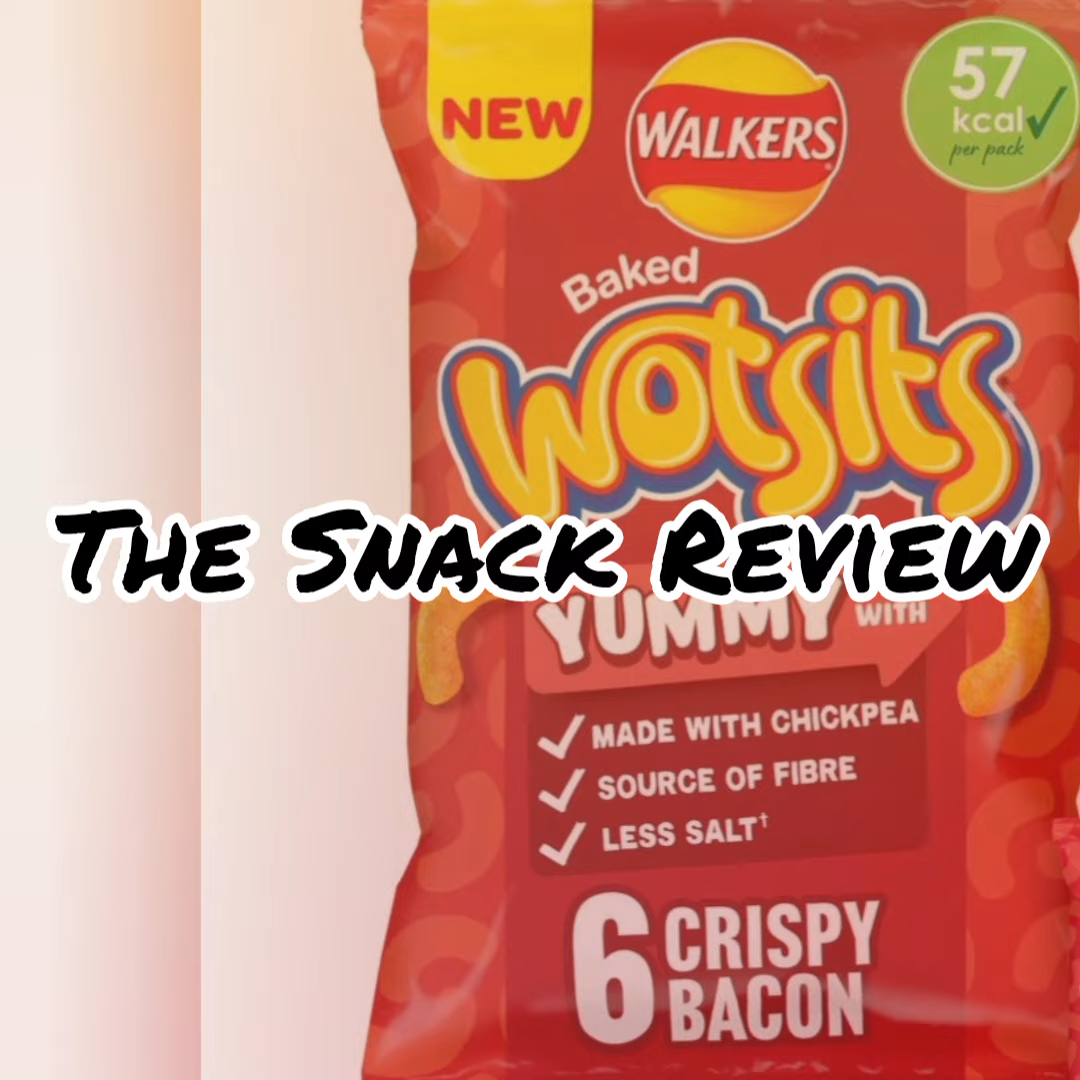 NEW
WALKERS
57
kcal
per pack
Baked
Wotsits
The Snack Review
YUMMY WITH
MADE WITH CHICKPEA
SOURCE OF FIBRE
LESS SALT†
6 CRISPY
BACON